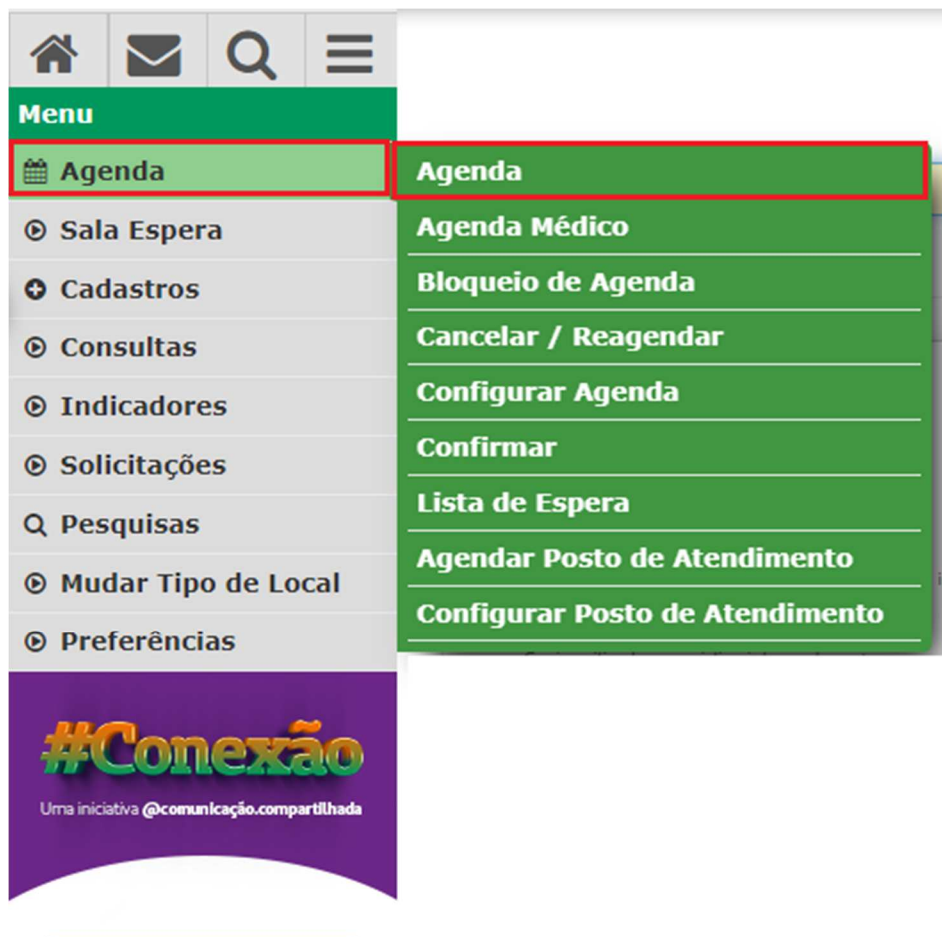 Menu
Agenda
Sala Espera
Cadastros
Consultas
Indicadores
Solicitações
Pesquisas
Mudar Tipo de Local
Preferências
Agenda
Agenda Médico
Bloqueio de Agenda
Cancelar / Reagendar
Configurar Agenda
Confirmar
Lista de Espera
Agendar Posto de Atendimento
Configurar Posto de Atendimento
#Conexão
Uma iniciativa @comunicação.compartilhada